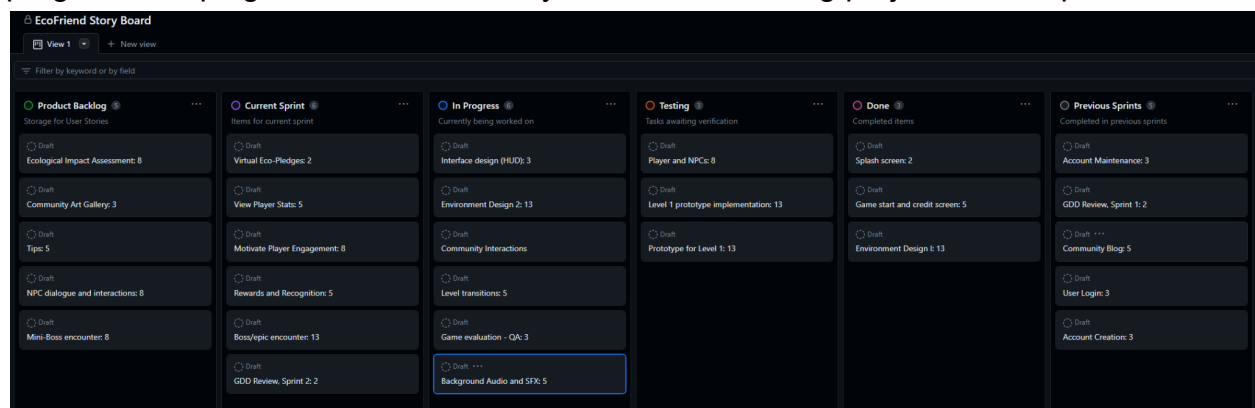 EcoFriend Story Board
View 1
+ New view
Filter by keyword or by field
Product Backlog 5 ...
Storage for User Stories
Draft
Ecological Impact Assessment: 8
Draft
Community Art Gallery: 3
Draft
Tips: 5
Draft
NPC dialogue and interactions: 8
Draft
Mini-Boss encounter: 8
Current Sprint 6 ...
Items for current sprint
Draft
Virtual Eco-Pledges: 2
Draft
View Player Stats: 5
Draft
Motivate Player Engagement: 8
Draft
Rewards and Recognition: 5
Draft
Boss/epic encounter: 13
Draft
GDD Review, Sprint 2: 2
In Progress 6 ...
Currently being worked on
Draft
Interface design (HUD): 3
Draft
Environment Design 2: 13
Draft
Community Interactions
Draft
Level transitions: 5
Draft
Game evaluation - QA: 3
Draft ...
Background Audio and SFX: 5
Testing 3 ...
Tasks awaiting verification
Draft
Player and NPCs: 8
Draft
Level 1 prototype implementation: 13
Draft
Prototype for Level 1: 13
Done 3 ...
Completed items
Draft
Splash screen: 2
Draft
Game start and credit screen: 5
Draft
Environment Design I: 13
Previous Sprints 5 ...
Completed in previous sprints
Draft
Account Maintenance: 3
Draft
GDD Review, Sprint 1: 2
Draft ...
Community Blog: 5
Draft
User Login: 3
Draft
Account Creation: 3